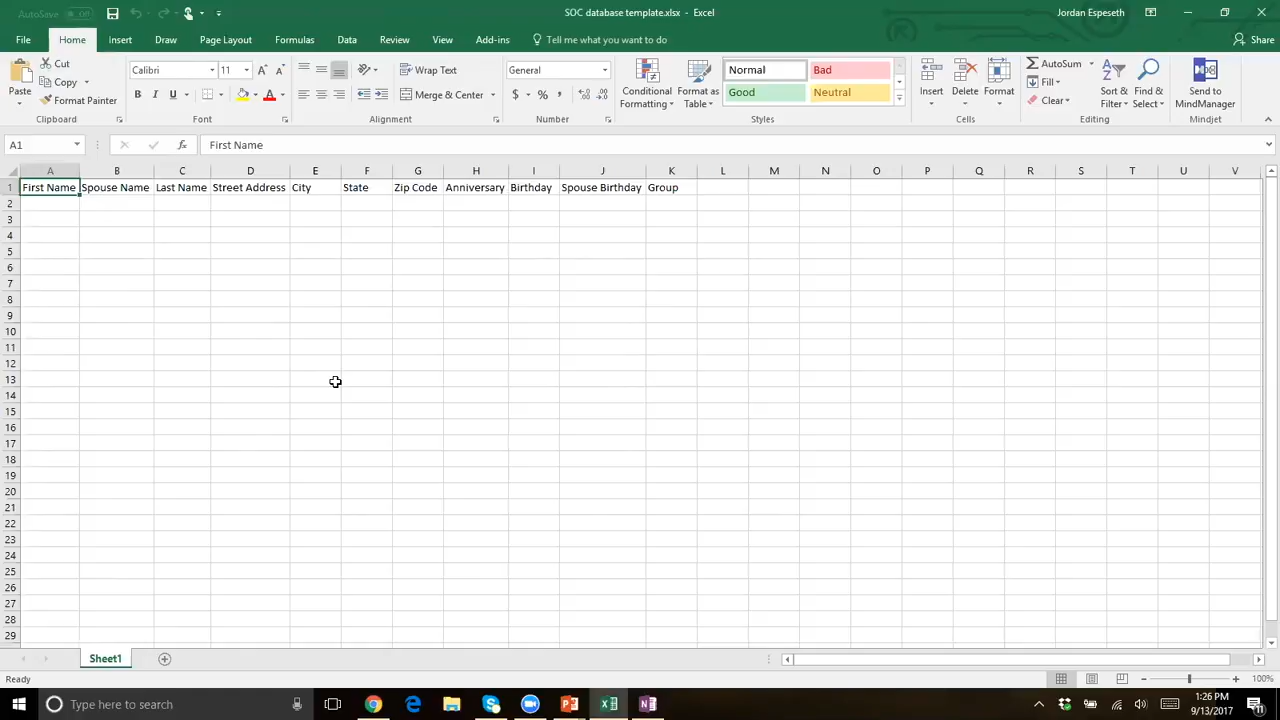 AutoSave Off
SOC database template.xlsx - Excel
Jordan Espeseth
File Home Insert Draw Page Layout Formulas Data Review View Add-ins Tell me what you want to do Share
Paste Cut Copy Format Painter Clipboard
Calibri 11 B I U A Font
Wrap Text Merge & Center Alignment
General $ % , Number
Conditional Formatting Format as Table Normal Bad Good Neutral Styles
Insert Delete Format Cells
AutoSum Fill Clear Sort & Filter Find & Select Editing
Send to MindManager Mindjet
A1 fx First Name
A B C D E F G H I J K L M N O P Q R S T U V
1 First Name Spouse Name Last Name Street Address City State Zip Code Anniversary Birthday Spouse Birthday Group
2
3
4
5
6
7
8
9
10
11
12
13
14
15
16
17
18
19
20
21
22
23
24
25
26
27
28
29
Sheet1
Ready 100%
Type here to search
1:26 PM
9/13/2017